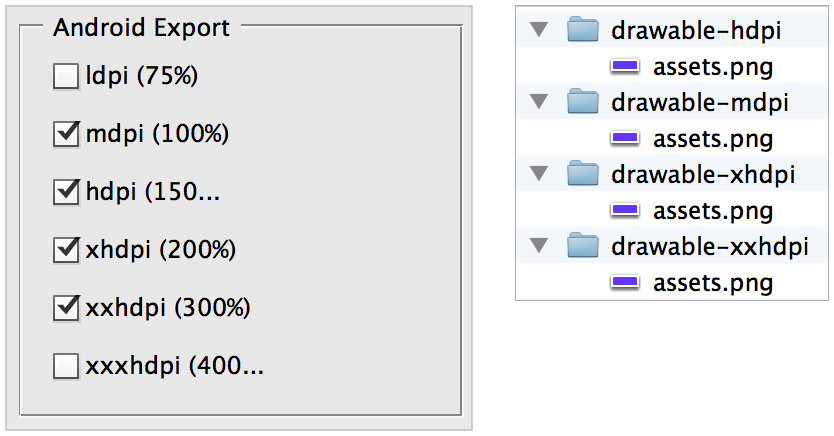 Android Export
ldpi (75%)
mdpi (100%)
hdpi (150...
xhdpi (200%)
xxhdpi (300%)
xxxhdpi (400...
drawable-hdpi
assets.png
drawable-mdpi
assets.png
drawable-xhdpi
assets.png
drawable-xxhdpi
assets.png